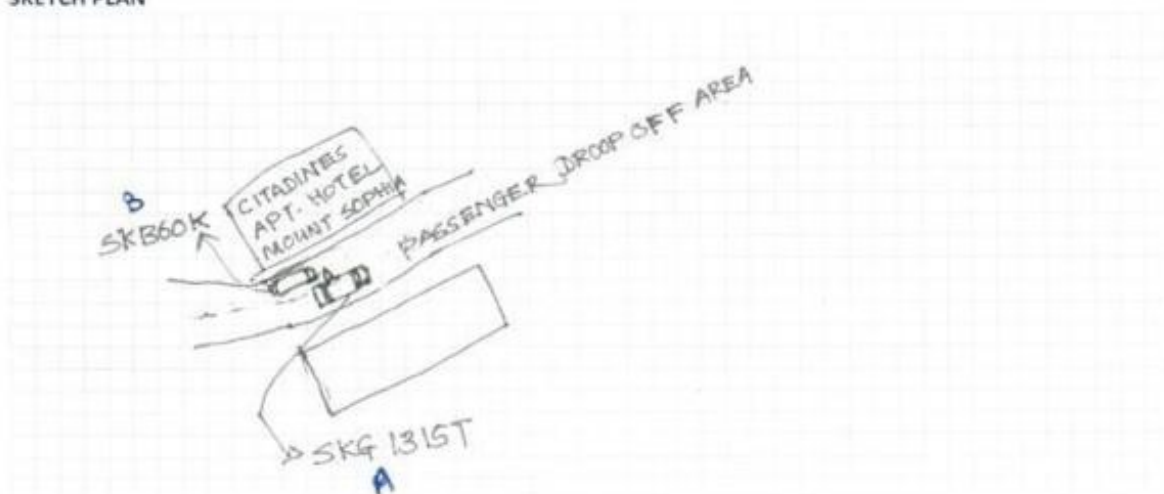 SKETCH PLAN
PASSENGER DROOP OFF AREA
CITADINES
APT. HOTEL
MOUNT SOPHIA
B
SKB60K
SKG 1315T
A